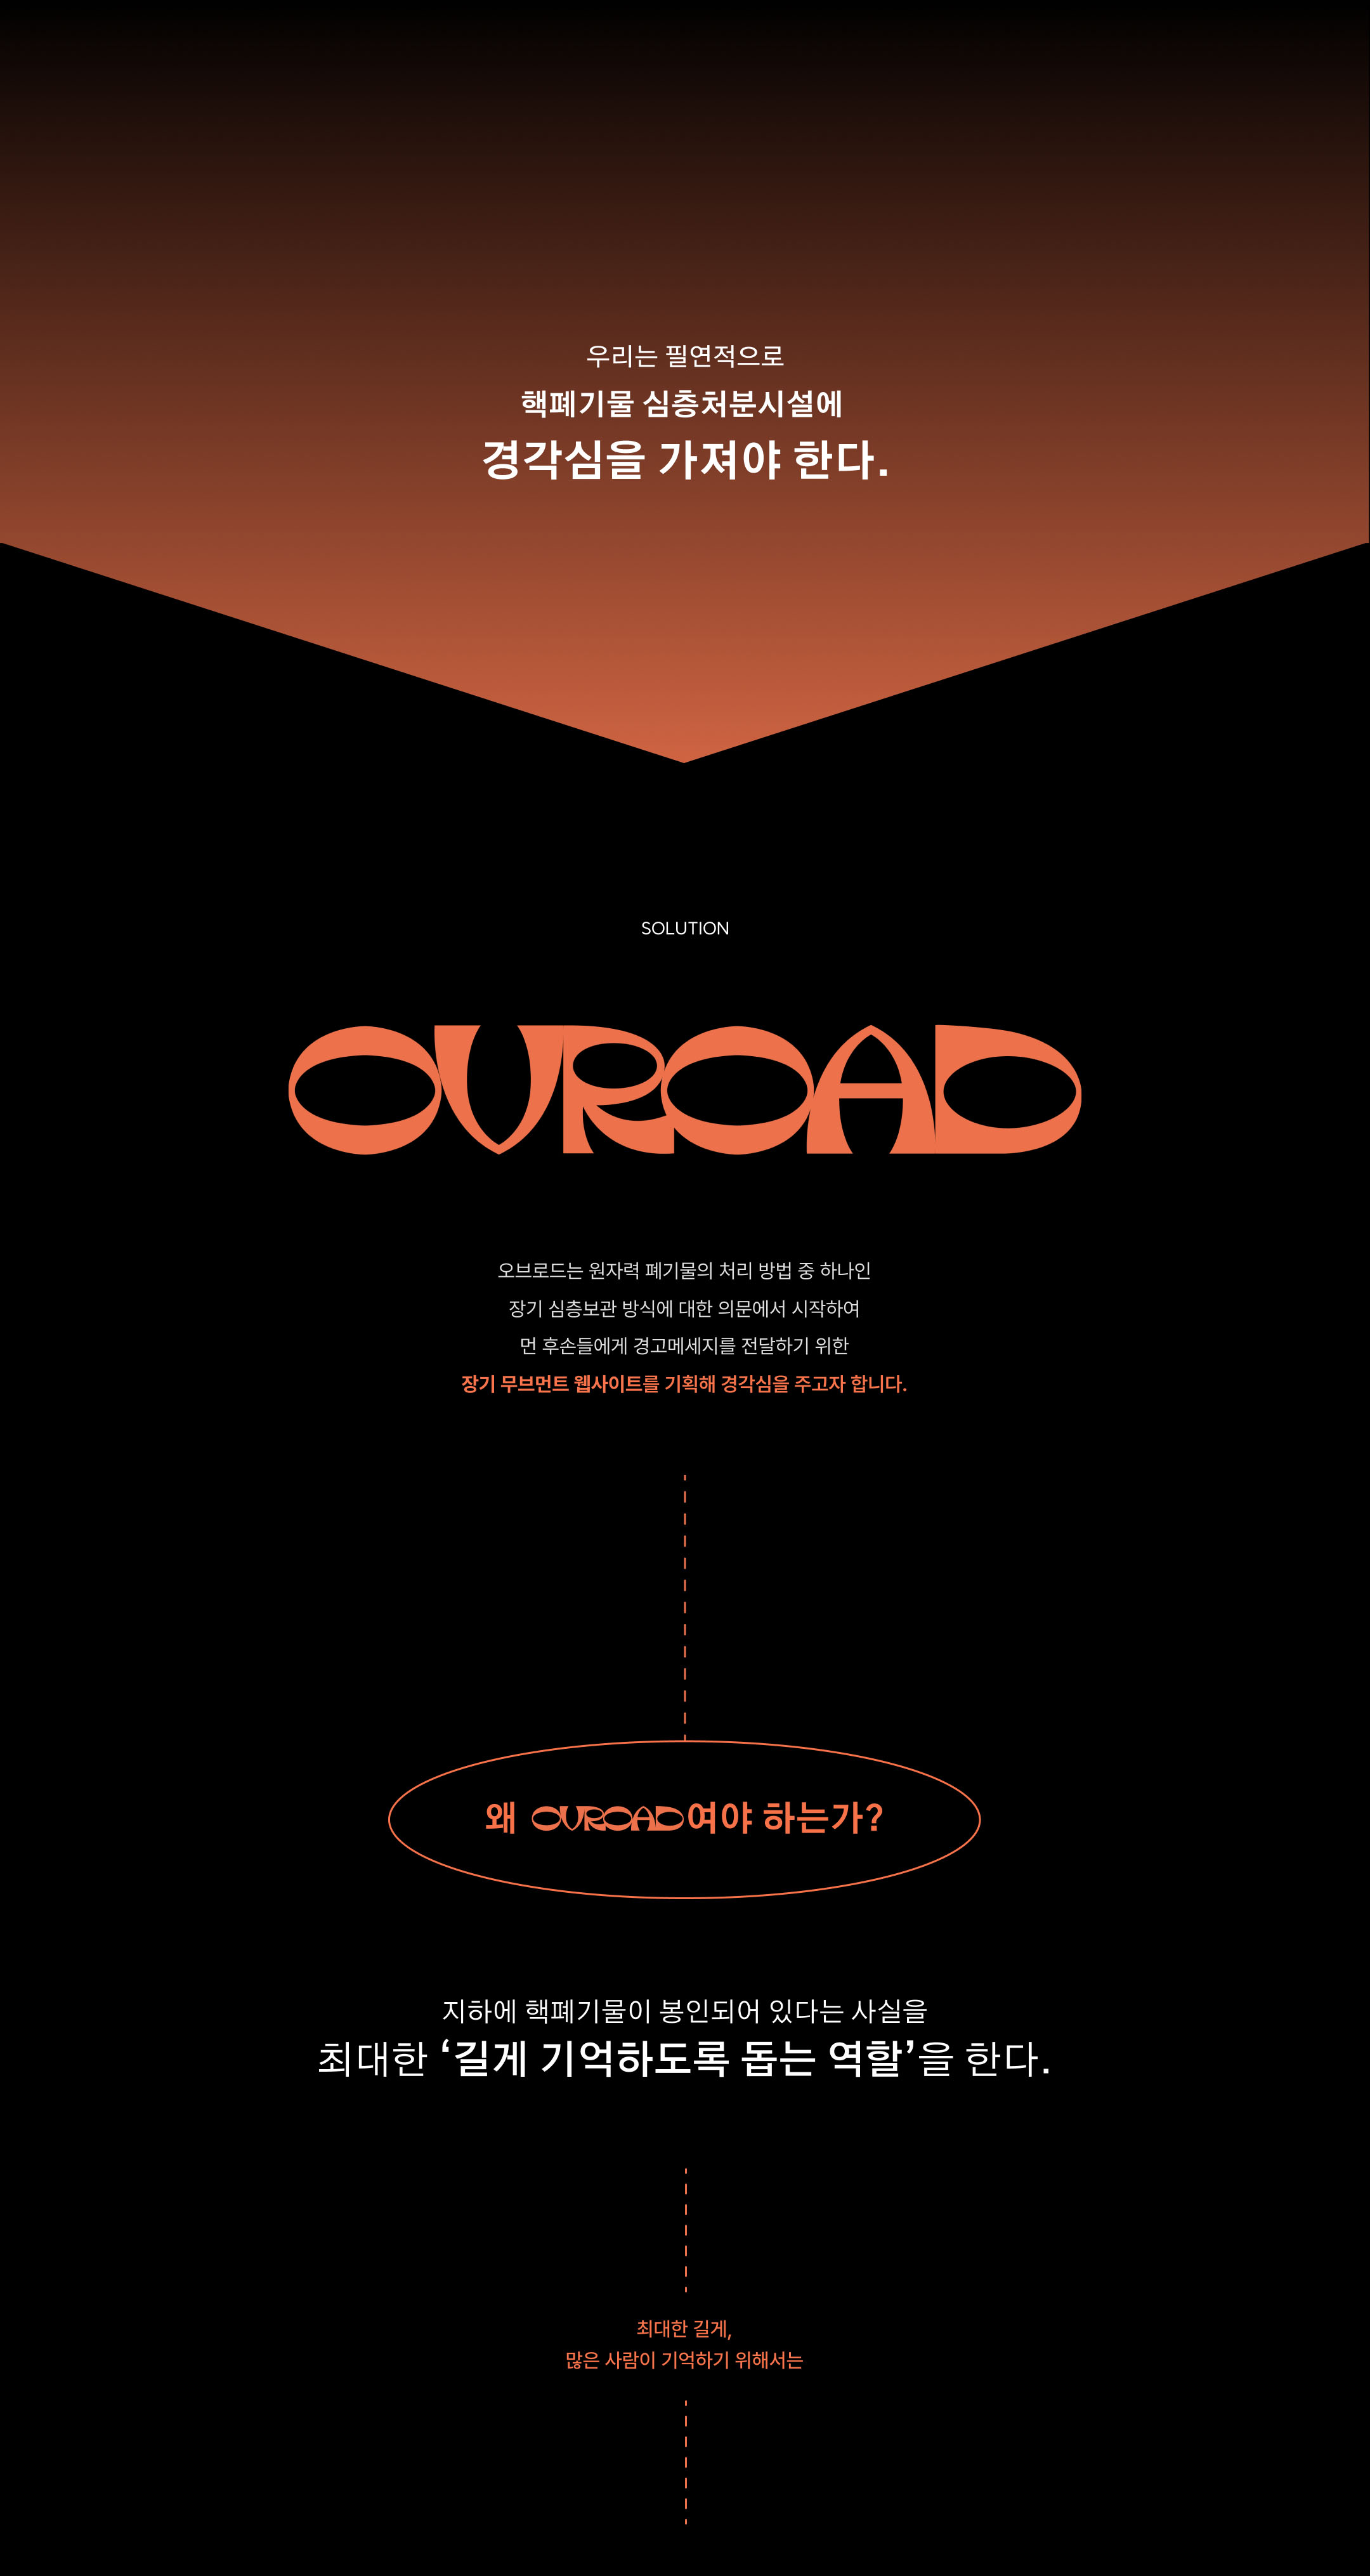 우리는 필연적으로
핵폐기물 심층처분시설에
경각심을 가져야 한다.
SOLUTION
OVROAD
오브로드는 원자력 폐기물의 처리 방법 중 하나인
장기 심층보관 방식에 대한 의문에서 시작하여
먼 후손들에게 경고메세지를 전달하기 위한
장기 무브먼트 웹사이트를 기획해 경각심을 주고자 합니다.
왜 OVROAD여야 하는가?
지하에 핵폐기물이 봉인되어 있다는 사실을
최대한 ‘길게 기억하도록 돕는 역할’을 한다.
최대한 길게,
많은 사람이 기억하기 위해서는